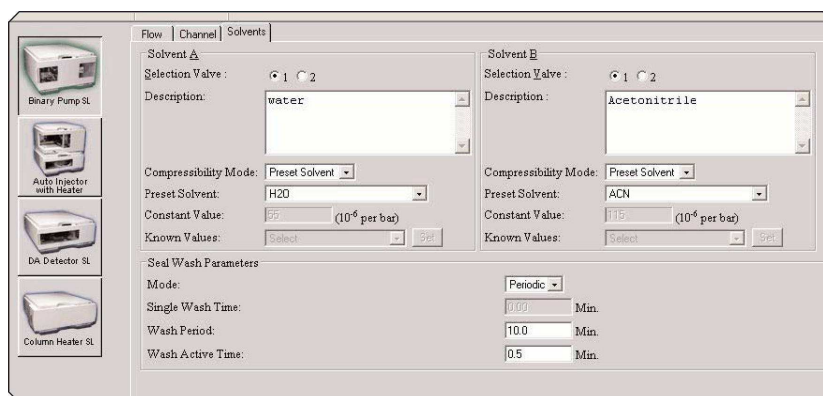 Flow Channel Solvents
Binary Pump SL
Auto Injector
with Heater
DA Detector SL
Column Heater SL
Solvent A
Selection Valve : 1 2
Description: water
Compressibility Mode: Preset Solvent
Preset Solvent: H2O
Constant Value: 55 (10-6 per bar)
Known Values: Select Set
Solvent B
Selection Valve : 1 2
Description : Acetonitrile
Compressibility Mode: Preset Solvent
Preset Solvent: ACN
Constant Value: 115 (10-6 per bar)
Known Values: Select Set
Seal Wash Parameters
Mode: Periodic
Single Wash Time: 0.00 Min.
Wash Period: 10.0 Min.
Wash Active Time: 0.5 Min.